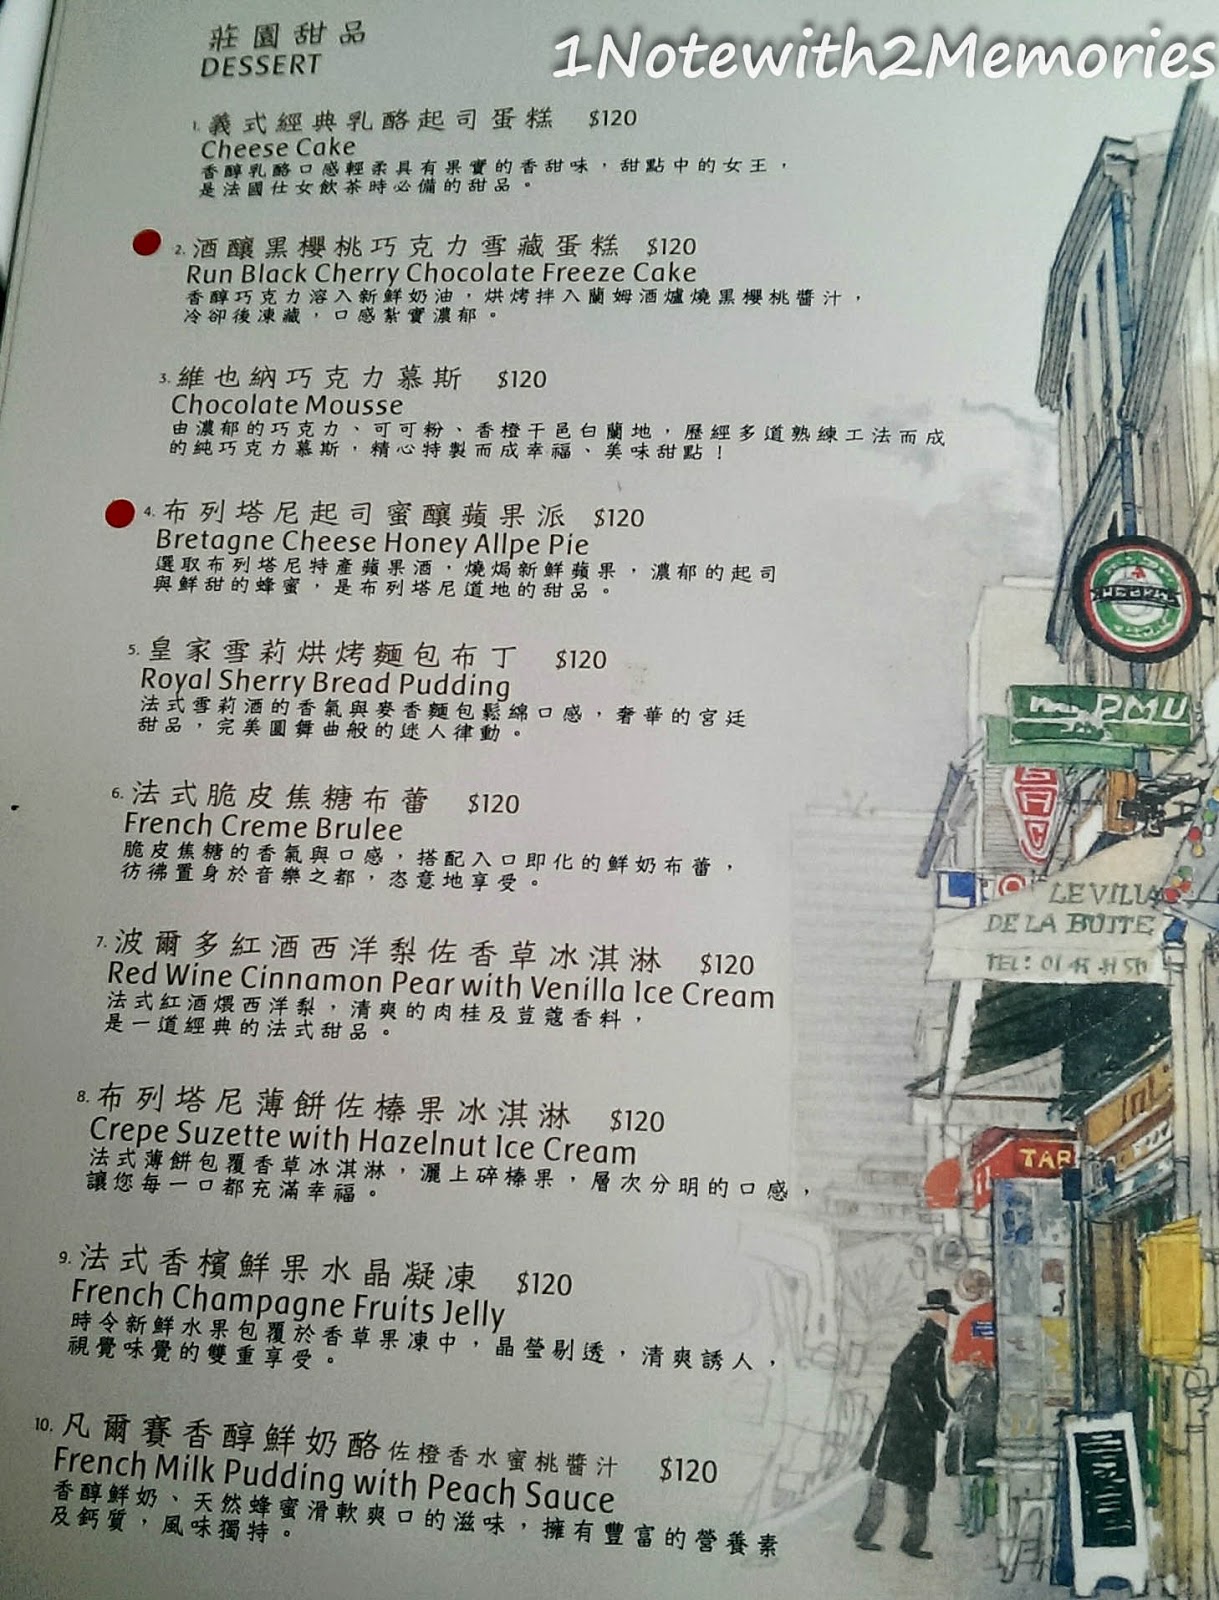 1Notewith2Memories
莊園甜品
DESSERT
1. 義式經典乳酪起司蛋糕 $120
Cheese Cake
香醇乳酪口感輕柔具有果實的香甜味，甜點中的女王，
是法國仕女飲茶時必備的甜品。
2. 酒釀黑櫻桃巧克力雪藏蛋糕 $120
Run Black Cherry Chocolate Freeze Cake
香醇巧克力溶入新鮮奶油，烘烤拌入蘭姆酒爐燒黑櫻桃醬汁，
冷卻後凍藏，口感紮實濃郁。
3. 維也納巧克力慕斯 $120
Chocolate Mousse
由濃郁的巧克力、可可粉、香橙干邑白蘭地，歷經多道熟練工法而成
的純巧克力慕斯，精心特製而成幸福、美味甜點！
4. 布列塔尼起司蜜釀蘋果派 $120
Bretagne Cheese Honey Allpe Pie
選取布列塔尼特產蘋果酒，燒焗新鮮蘋果，濃郁的起司
與鮮甜的蜂蜜，是布列塔尼道地的甜品。
5. 皇家雪莉烘烤麵包布丁 $120
Royal Sherry Bread Pudding
法式雪莉酒的香氣與麥香麵包鬆綿口感，奢華的宮廷
甜品，完美圓舞曲般的迷人律動。
6. 法式脆皮焦糖布蕾 $120
French Creme Brulee
脆皮焦糖的香氣與口感，搭配入口即化的鮮奶布蕾，
彷彿置身於音樂之都，恣意地享受。
7. 波爾多紅酒西洋梨佐香草冰淇淋 $120
Red Wine Cinnamon Pear with Venilla Ice Cream
法式紅酒煨西洋梨，清爽的肉桂及荳蔻香料，
是一道經典的法式甜品。
8. 布列塔尼薄餅佐榛果冰淇淋 $120
Crepe Suzette with Hazelnut Ice Cream
法式薄餅包覆香草冰淇淋，灑上碎榛果，層次分明的口感，
讓您每一口都充滿幸福。
9. 法式香檳鮮果水晶凝凍 $120
French Champagne Fruits Jelly
時令新鮮水果包覆於香草果凍中，晶瑩剔透，清爽誘人，
視覺味覺的雙重享受。
10. 凡爾賽香醇鮮奶酪佐橙香水蜜桃醬汁 $120
French Milk Pudding with Peach Sauce
香醇鮮奶、天然蜂蜜滑軟爽口的滋味，擁有豐富的營養素
及鈣質，風味獨特。
PMU
LE VILLA
DE LA BUTTE
TEL: 01
TAB